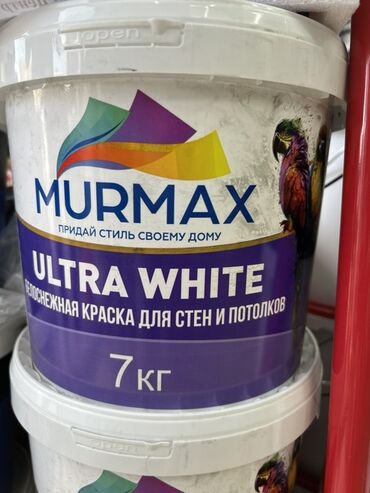 open
MURMAX
ПРИДАЙ СТИЛЬ СВОЕМУ ДОМУ
ULTRA WHITE
БЕЛОСНЕЖНАЯ КРАСКА ДЛЯ СТЕН И ПОТОЛКОВ
7 КГ
open